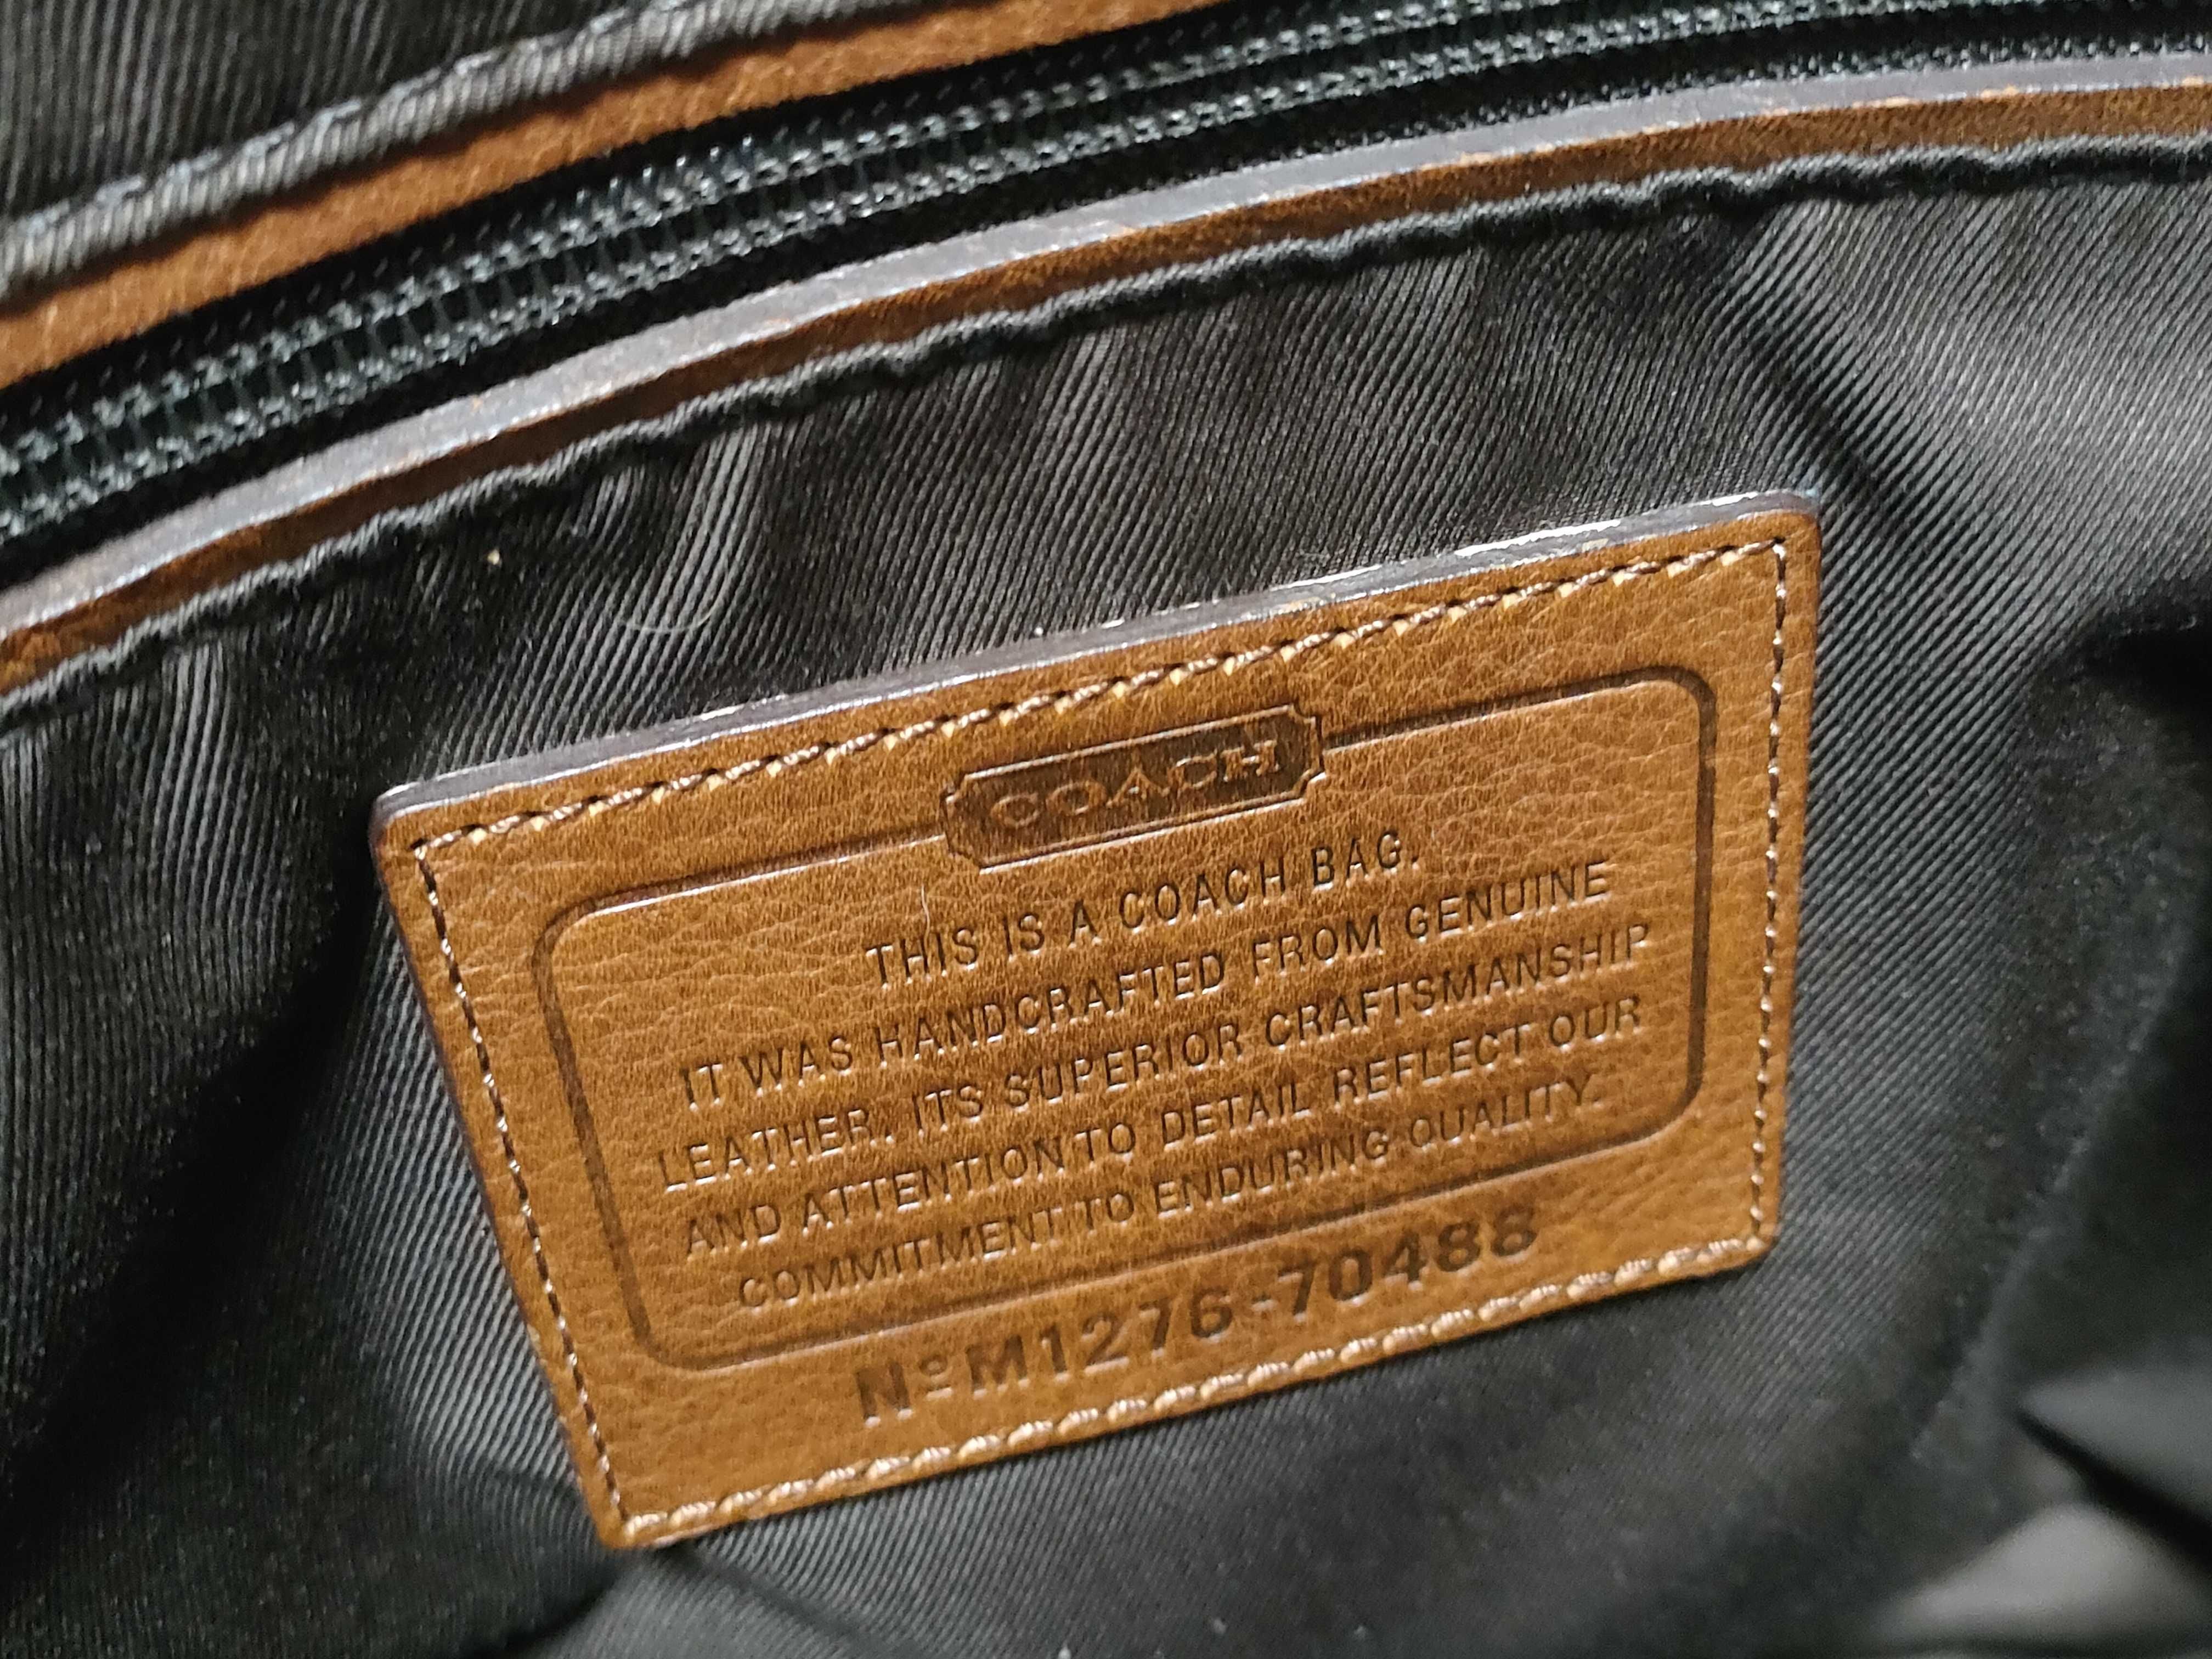 COACH
THIS IS A COACH BAG.
IT WAS HANDCRAFTED FROM GENUINE
LEATHER. ITS SUPERIOR CRAFTSMANSHIP
AND ATTENTION TO DETAIL REFLECT OUR
COMMITMENT TO ENDURING QUALITY.
Nº M1276-70488